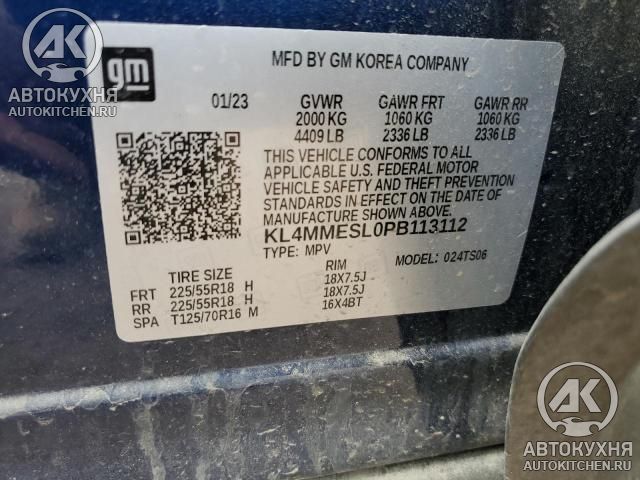 AK
АВТОКУХНЯ
AUTOKITCHEN.RU
gm
MFD BY GM KOREA COMPANY
01/23 GVWR GAWR FRT GAWR RR
2000 KG 1060 KG 1060 KG
4409 LB 2336 LB 2336 LB
THIS VEHICLE CONFORMS TO ALL
APPLICABLE U.S. FEDERAL MOTOR
VEHICLE SAFETY AND THEFT PREVENTION
STANDARDS IN EFFECT ON THE DATE OF
MANUFACTURE SHOWN ABOVE.
KL4MMESL0PB113112
TYPE: MPV MODEL: 024TS06
TIRE SIZE RIM
FRT 225/55R18 H 18X7.5J
RR 225/55R18 H 18X7.5J
SPA T125/70R16 M 16X4BT
AK
АВТОКУХНЯ
AUTOKITCHEN.RU